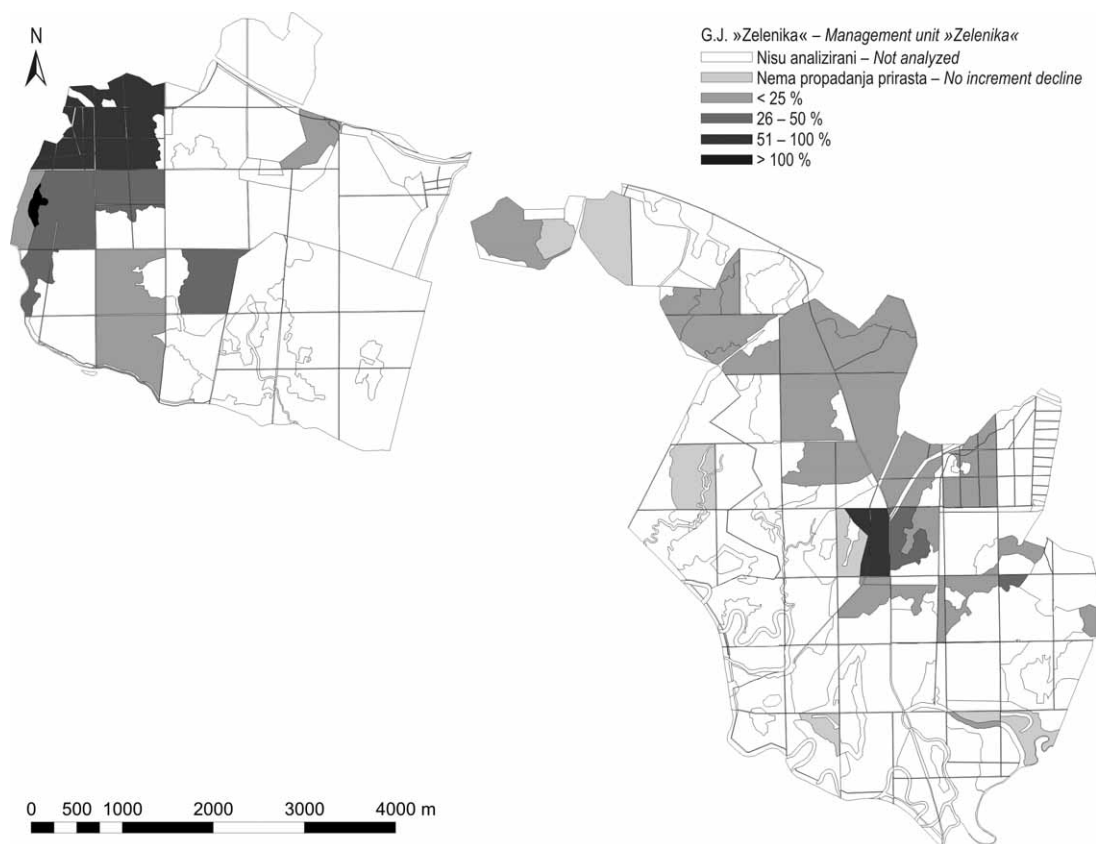 N
G.J. »Zelenika« – Management unit »Zelenika«
Nisu analizirani – Not analyzed
Nema propadanja prirasta – No increment decline
< 25 %
26 – 50 %
51 – 100 %
> 100 %
0 500 1000 2000 3000 4000 m